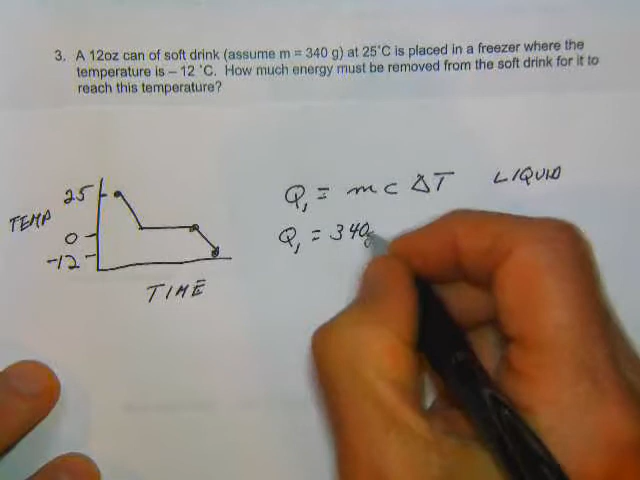 3. A 12oz can of soft drink (assume m = 340 g) at 25˚C is placed in a freezer where the
temperature is – 12 ˚C. How much energy must be removed from the soft drink for it to
reach this temperature?
Q₁ = mc ΔT LIQUID
Q₁ = 340g
TEMP
25
0
-12
TIME